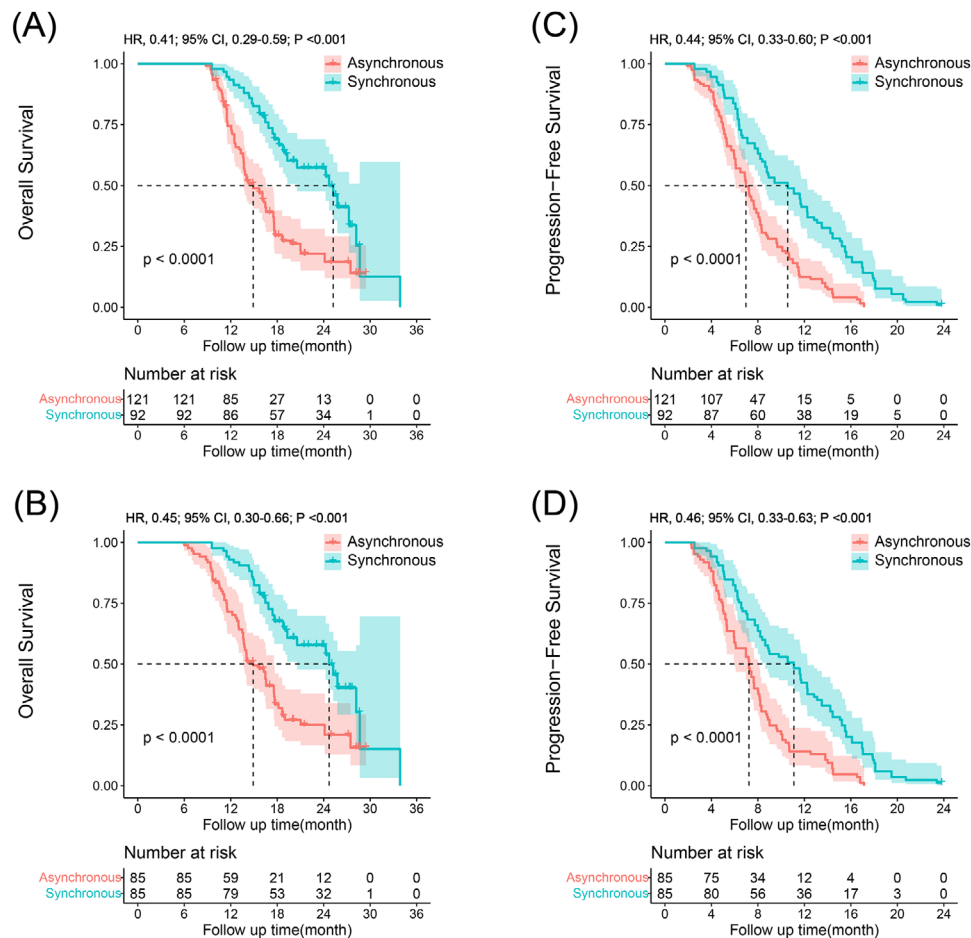 (A)
HR, 0.41; 95% CI, 0.29-0.59; P <0.001
Asynchronous
Synchronous
Overall Survival
1.00
0.75
0.50
0.25
0.00
p < 0.0001
0 6 12 18 24 30 36
Follow up time(month)
Number at risk
Asynchronous 121 121 85 27 13 0 0
Synchronous 92 92 86 57 34 1 0
0 6 12 18 24 30 36
Follow up time(month)
(C)
HR, 0.44; 95% CI, 0.33-0.60; P <0.001
Asynchronous
Synchronous
Progression−Free Survival
1.00
0.75
0.50
0.25
0.00
p < 0.0001
0 4 8 12 16 20 24
Follow up time(month)
Number at risk
Asynchronous 121 107 47 15 5 0 0
Synchronous 92 87 60 38 19 5 0
0 4 8 12 16 20 24
Follow up time(month)
(B)
HR, 0.45; 95% CI, 0.30-0.66; P <0.001
Asynchronous
Synchronous
Overall Survival
1.00
0.75
0.50
0.25
0.00
p < 0.0001
0 6 12 18 24 30 36
Follow up time(month)
Number at risk
Asynchronous 85 85 59 21 12 0 0
Synchronous 85 85 79 53 32 1 0
0 6 12 18 24 30 36
Follow up time(month)
(D)
HR, 0.46; 95% CI, 0.33-0.63; P <0.001
Asynchronous
Synchronous
Progression−Free Survival
1.00
0.75
0.50
0.25
0.00
p < 0.0001
0 4 8 12 16 20 24
Follow up time(month)
Number at risk
Asynchronous 85 75 34 12 4 0 0
Synchronous 85 80 56 36 17 3 0
0 4 8 12 16 20 24
Follow up time(month)